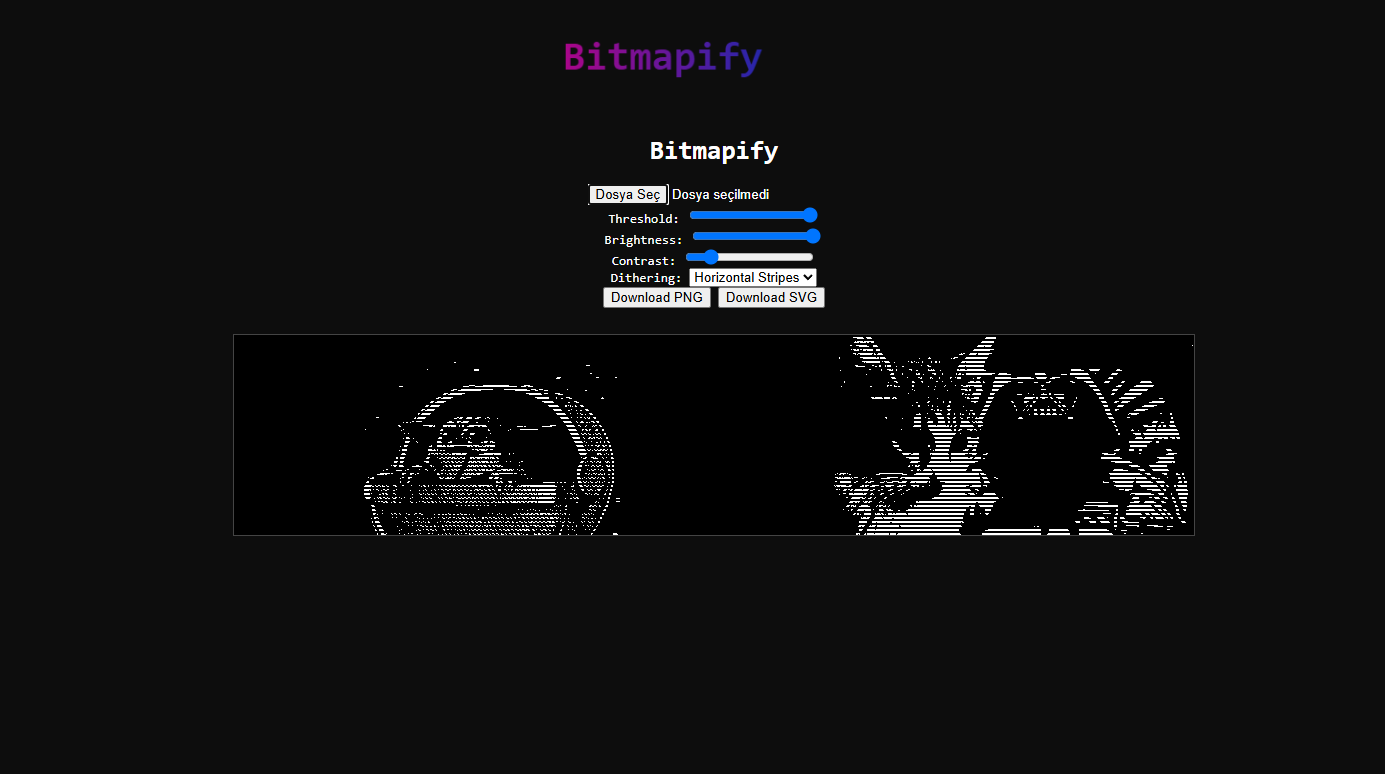 Bitmapify
Bitmapify
Dosya Seç Dosya seçilmedi
Threshold:
Brightness:
Contrast:
Dithering: Horizontal Stripes
Download PNG Download SVG